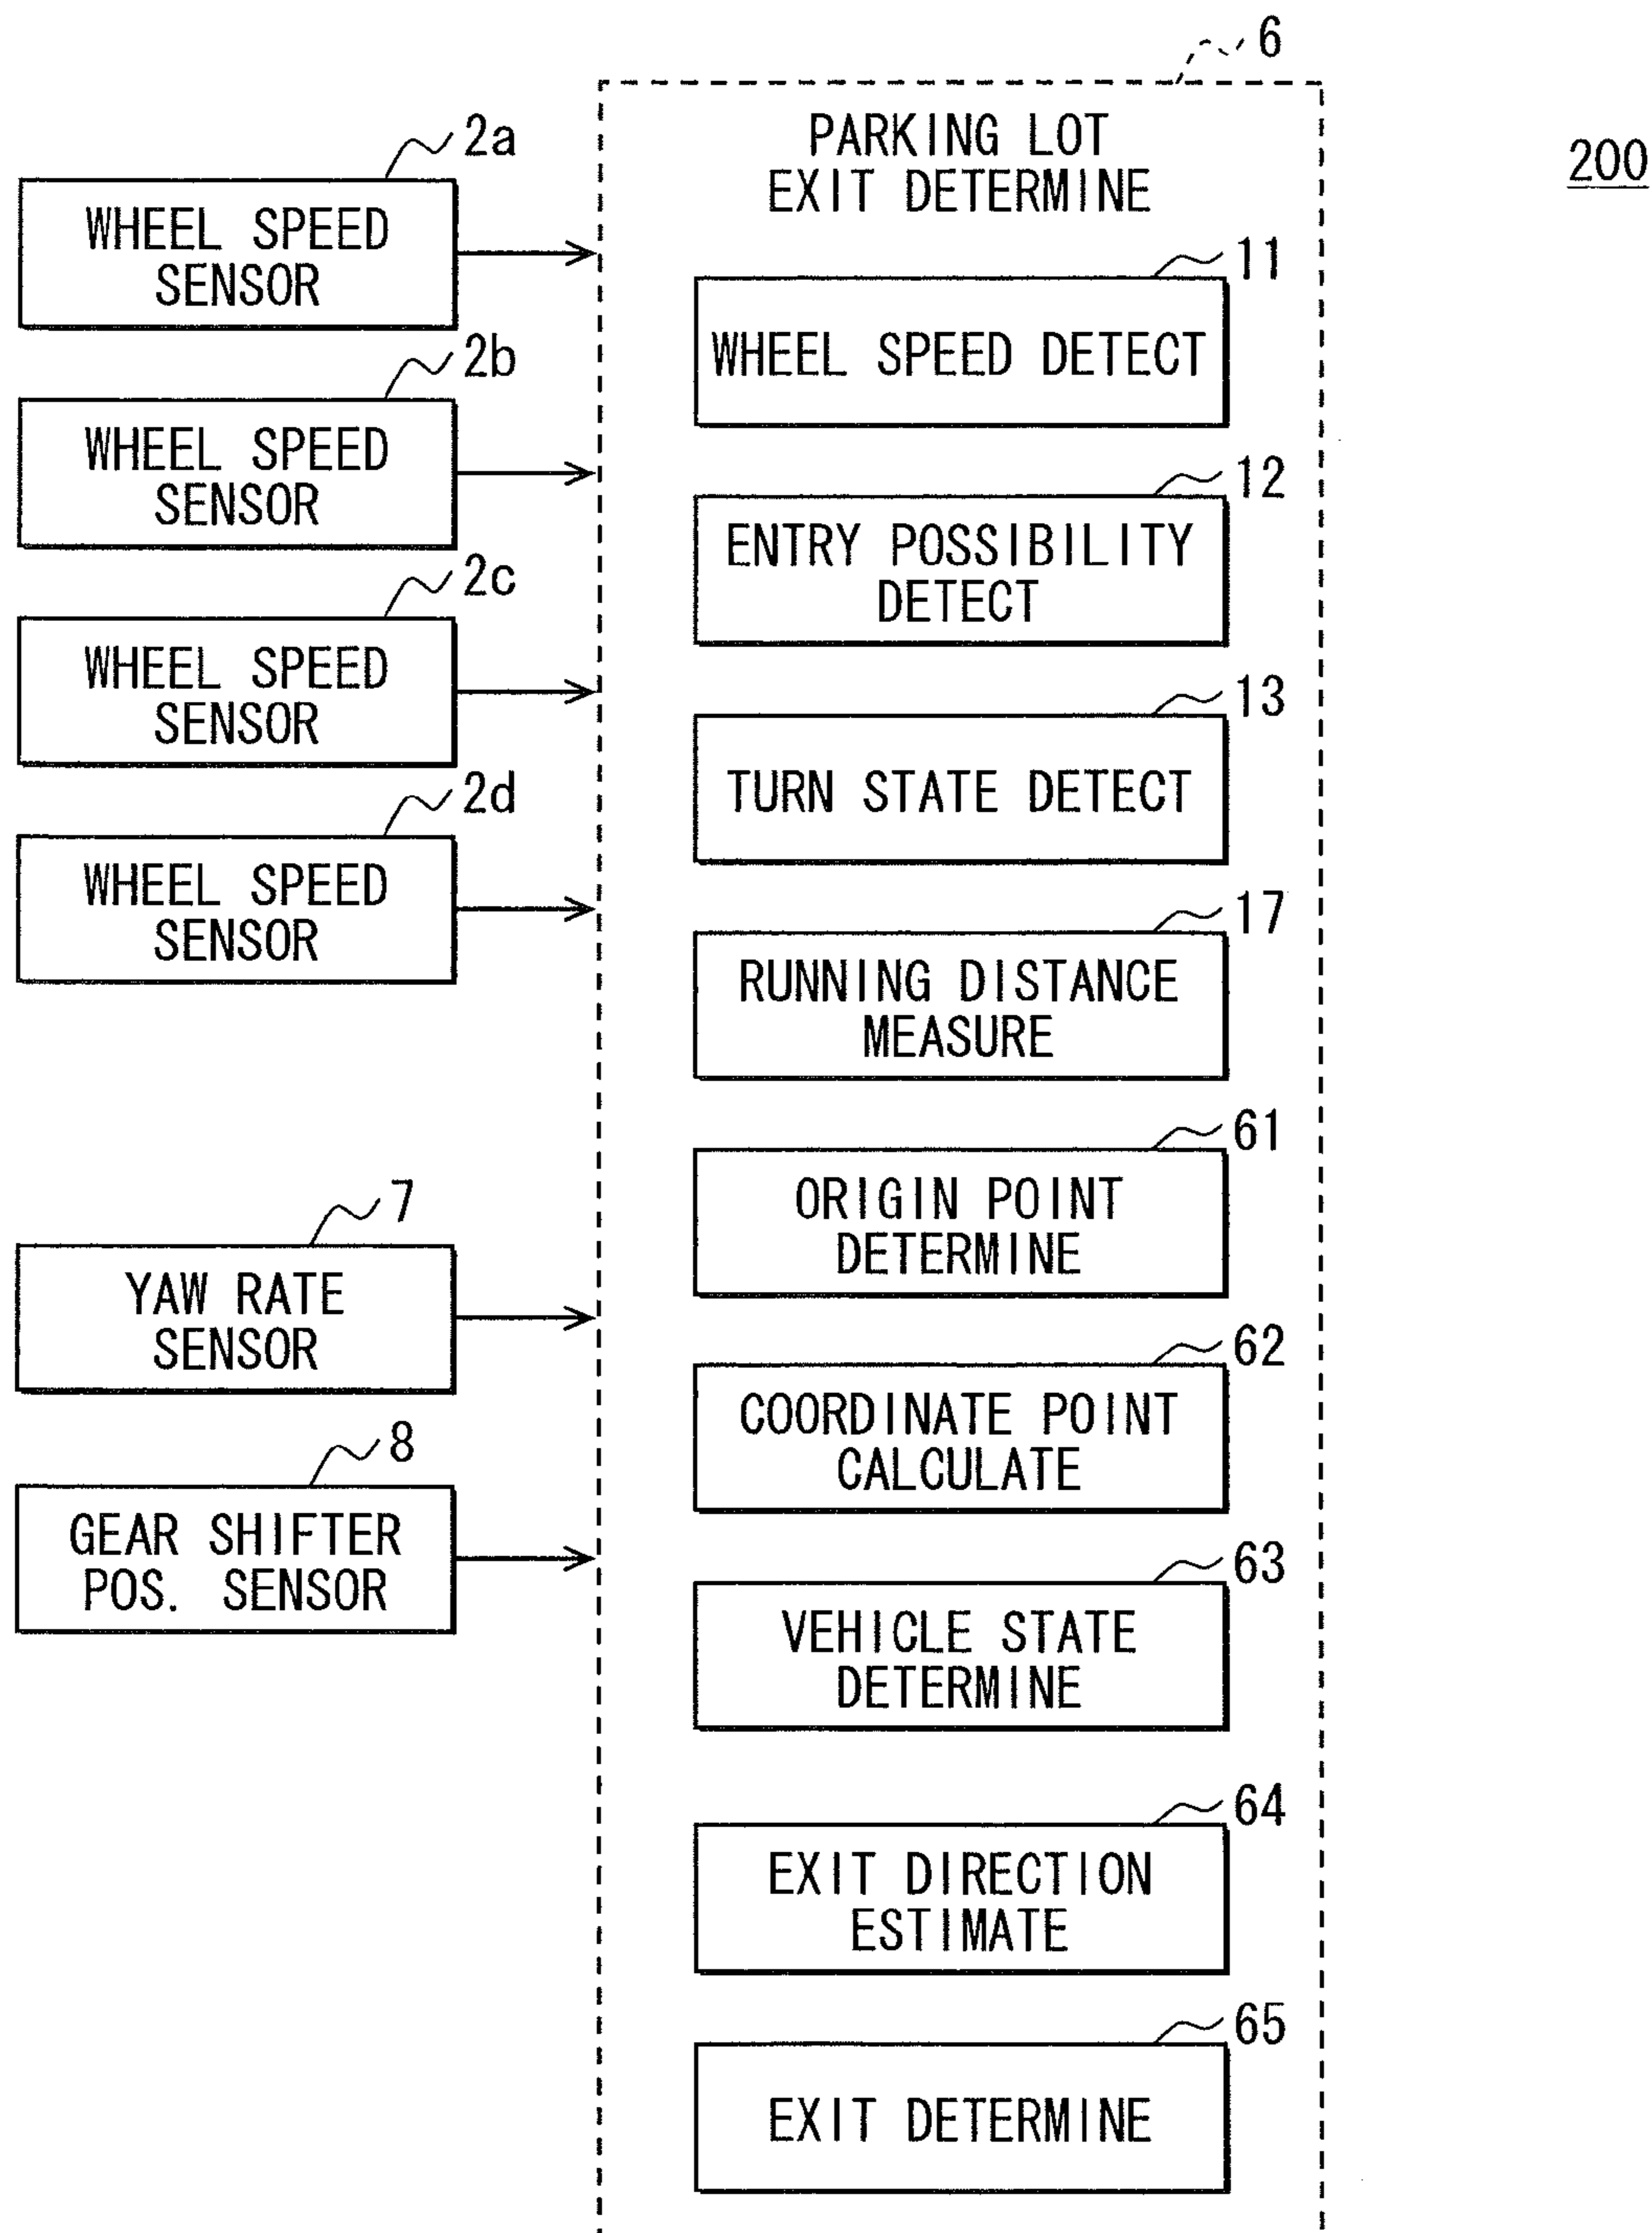 6
PARKING LOT
EXIT DETERMINE
200
2a
WHEEL SPEED
SENSOR
2b
WHEEL SPEED
SENSOR
2c
WHEEL SPEED
SENSOR
2d
WHEEL SPEED
SENSOR
7
YAW RATE
SENSOR
8
GEAR SHIFTER
POS. SENSOR
11
WHEEL SPEED DETECT
12
ENTRY POSSIBILITY
DETECT
13
TURN STATE DETECT
17
RUNNING DISTANCE
MEASURE
61
ORIGIN POINT
DETERMINE
62
COORDINATE POINT
CALCULATE
63
VEHICLE STATE
DETERMINE
64
EXIT DIRECTION
ESTIMATE
65
EXIT DETERMINE